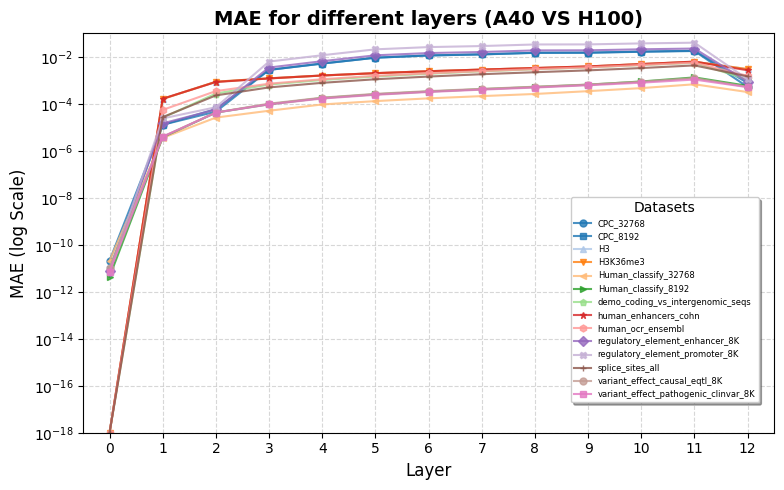 MAE for different layers (A40 VS H100)
MAE (log Scale)
10⁻²
10⁻⁴
10⁻⁶
10⁻⁸
10⁻¹⁰
10⁻¹²
10⁻¹⁴
10⁻¹⁶
10⁻¹⁸
Datasets
CPC_32768
CPC_8192
H3
H3K36me3
Human_classify_32768
Human_classify_8192
demo_coding_vs_intergenomic_seqs
human_enhancers_cohn
human_ocr_ensembl
regulatory_element_enhancer_8K
regulatory_element_promoter_8K
splice_sites_all
variant_effect_causal_eqtl_8K
variant_effect_pathogenic_clinvar_8K
0 1 2 3 4 5 6 7 8 9 10 11 12
Layer